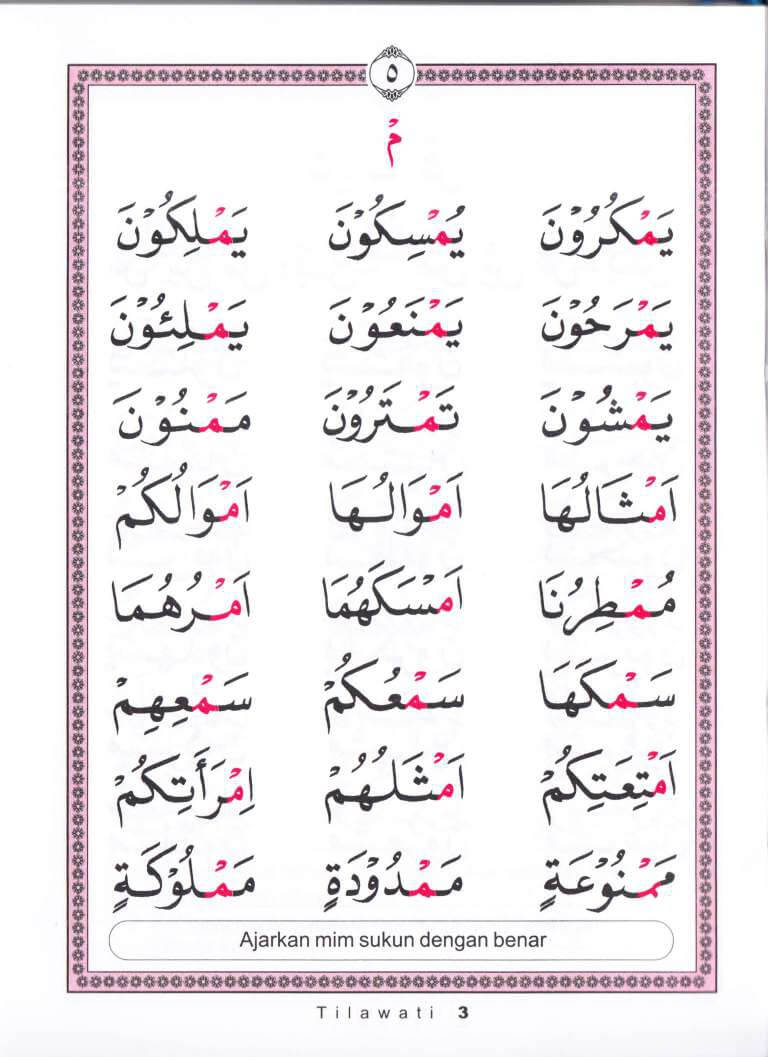 ٥
مْ
يَمْكُرُوْنَ يُمْسِكُوْنَ يَمْلِكُوْنَ
يَمْرَحُوْنَ يَمْنَعُوْنَ يَمْلِئُوْنَ
يَمْشُوْنَ تَمْتَرُوْنَ مَمْنُوْنَ
اَمْثَالُهَا اَمْوَالُهَا اَمْوَالُكُمْ
مُمْطِرُنَا اَمْسَكَهُمَا اَمْرُهُمَا
سَمْكَهَا سَمْعُكُمْ سَمْعِهِمْ
اَمْتِعَتِكُمْ اَمْثَلُهُمْ اِمْرَأَتِكُمْ
مَمْنُوْعَةٍ مَمْدُوْدَةٍ مَمْلُوْكَةٍ
Ajarkan mim sukun dengan benar
Tilawati 3